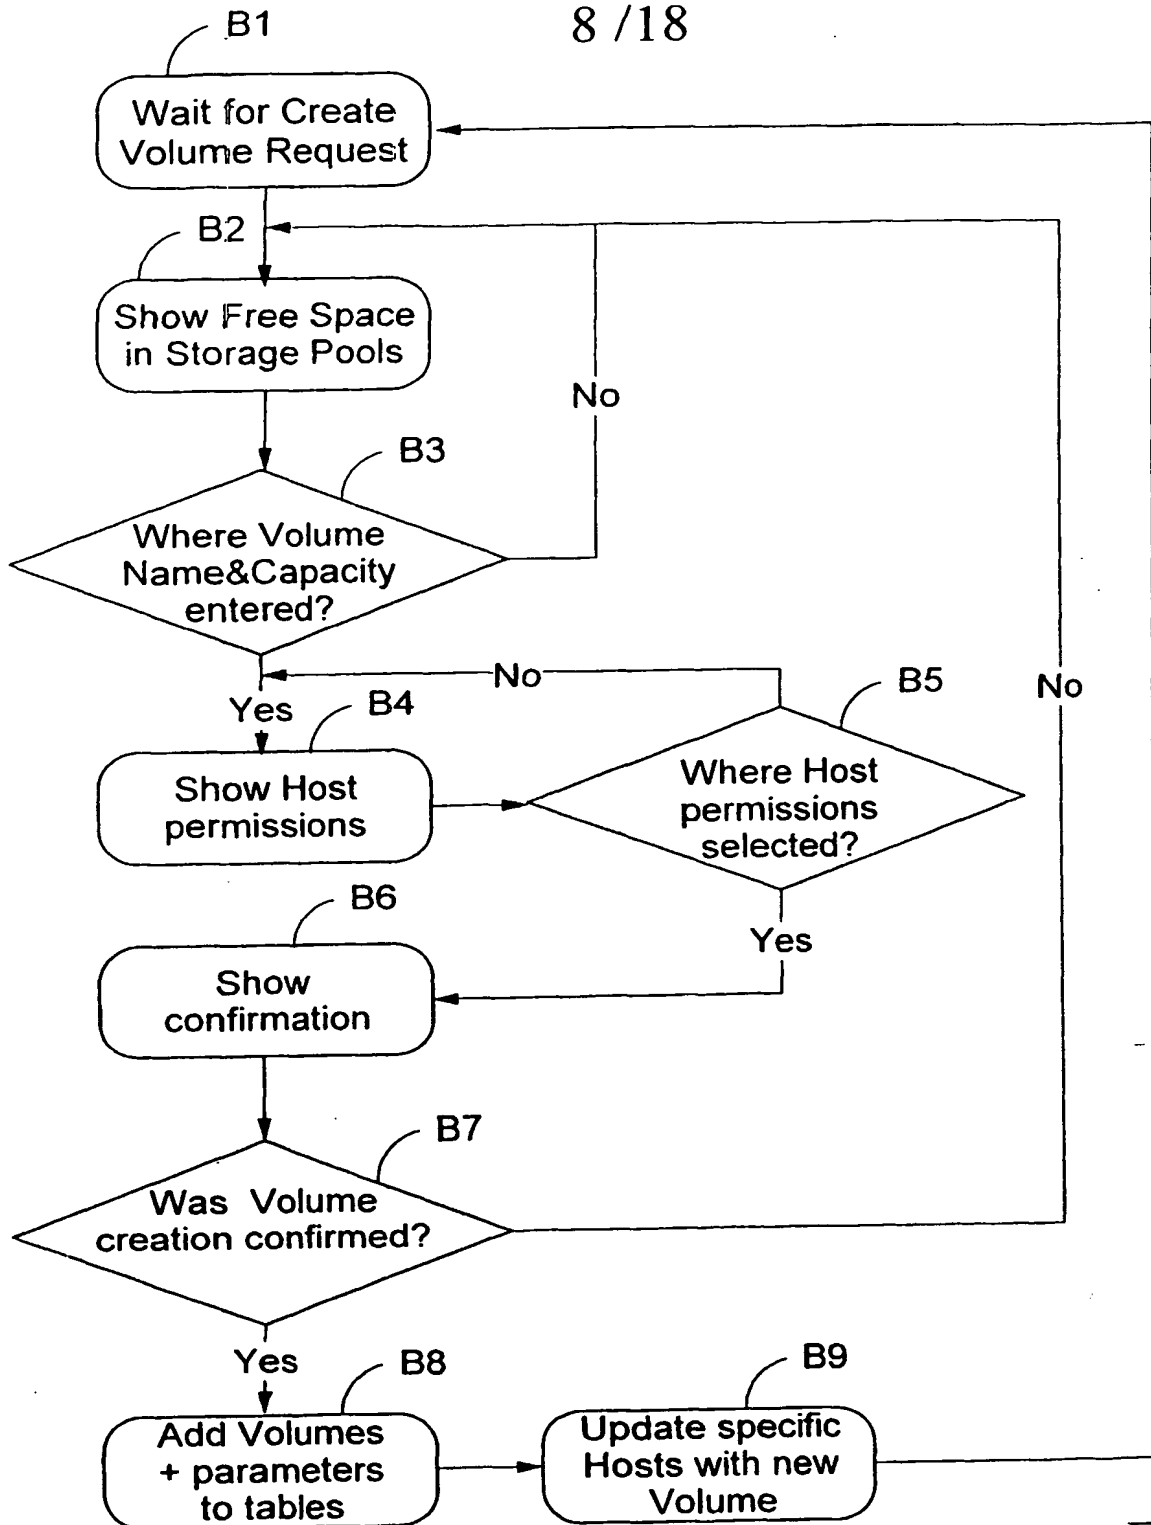 8 /18
B1
Wait for Create
Volume Request
B2
Show Free Space
in Storage Pools
No
B3
Where Volume
Name&Capacity
entered?
No
Yes
B4
Show Host
permissions
B5
Where Host
permissions
selected?
No
Yes
B6
Show
confirmation
B7
Was Volume
creation confirmed?
Yes
B8
Add Volumes
+ parameters
to tables
B9
Update specific
Hosts with new
Volume